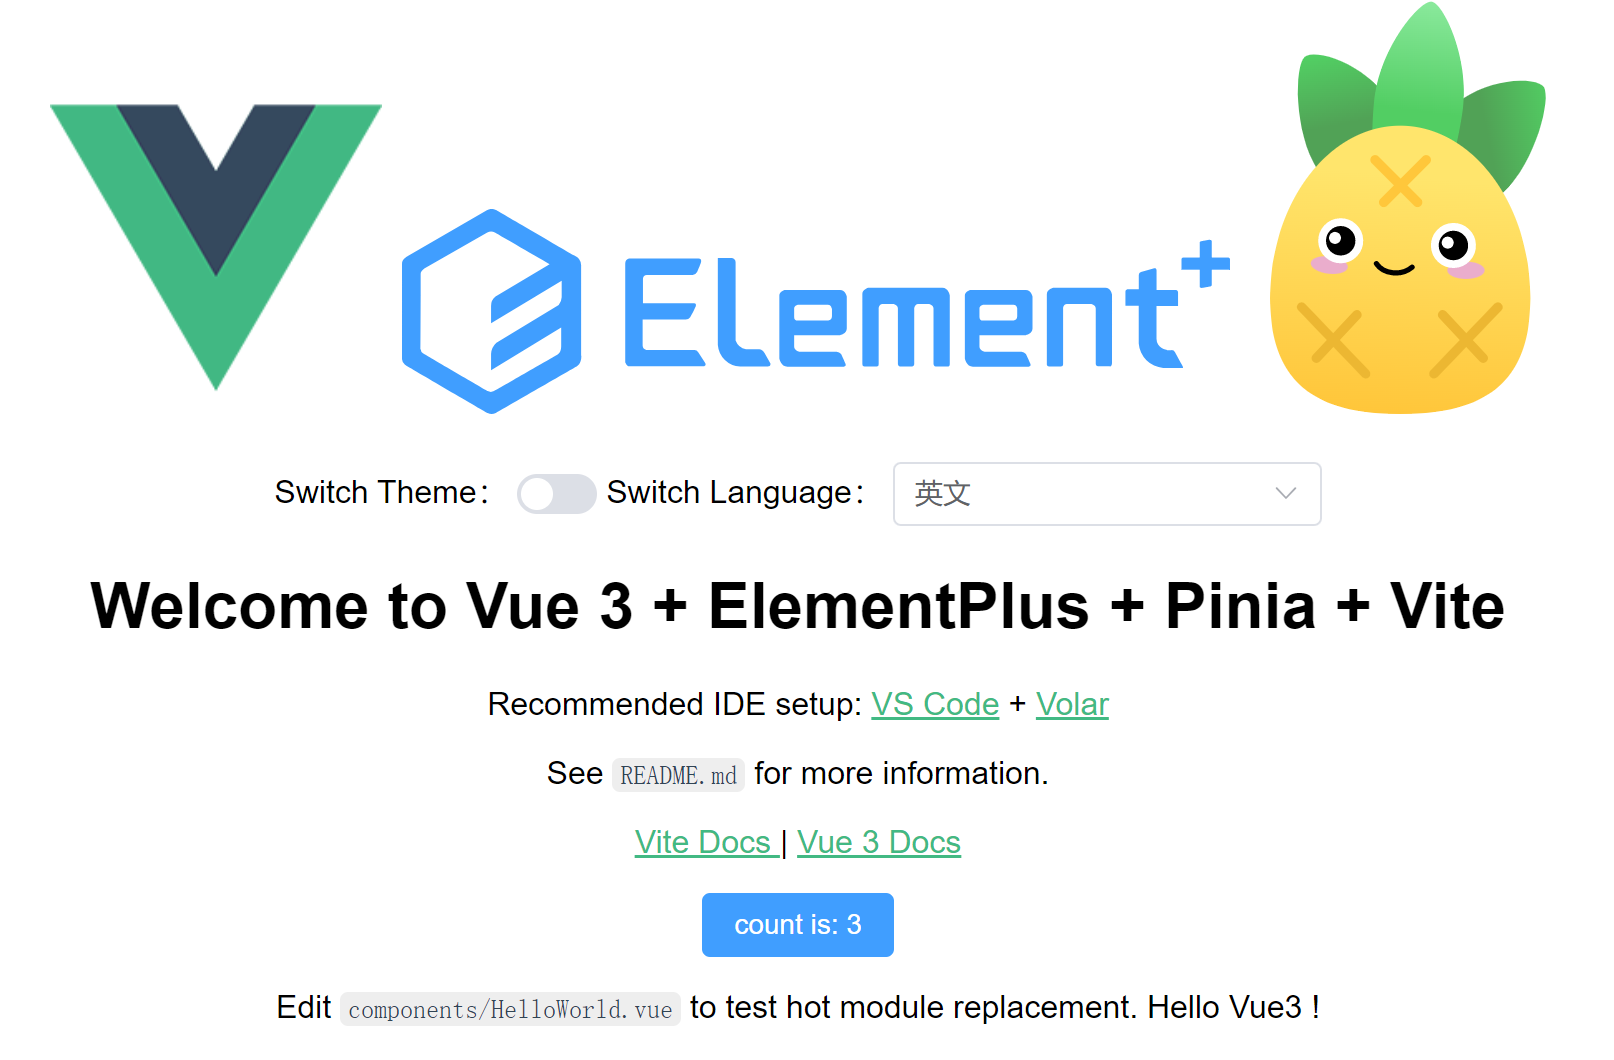 Element+
Switch Theme： Switch Language： 英文
Welcome to Vue 3 + ElementPlus + Pinia + Vite
Recommended IDE setup: VS Code + Volar
See README.md for more information.
Vite Docs | Vue 3 Docs
count is: 3
Edit components/HelloWorld.vue to test hot module replacement. Hello Vue3 !